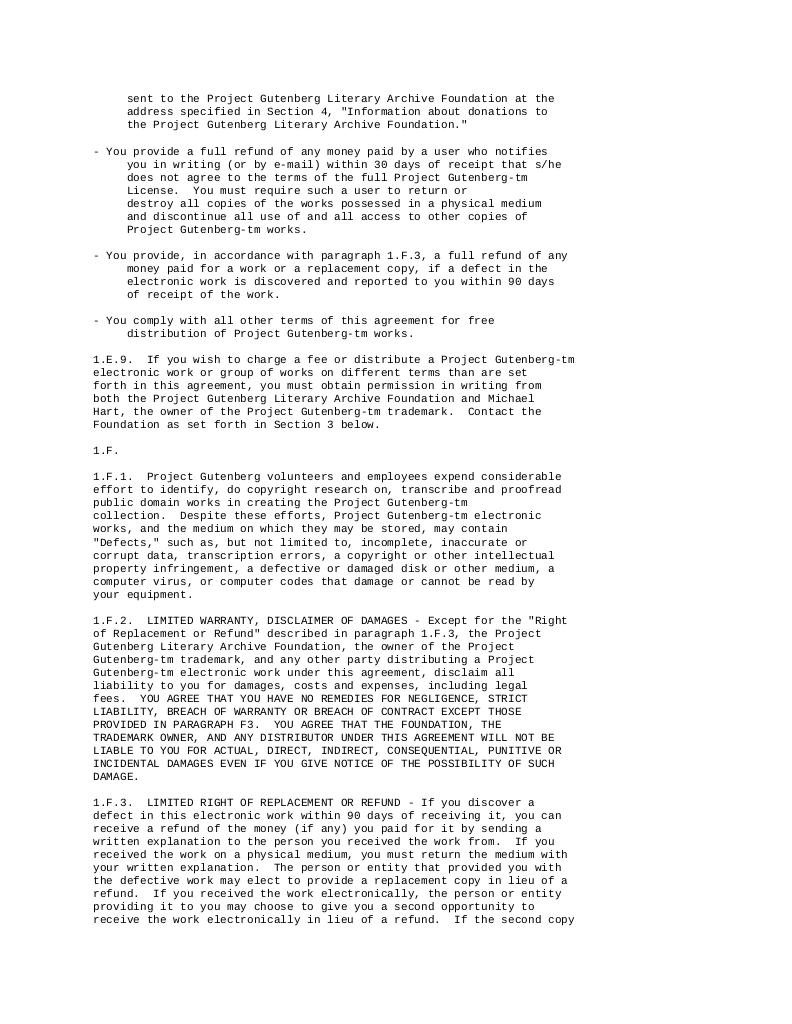 sent to the Project Gutenberg Literary Archive Foundation at the
address specified in Section 4, "Information about donations to
the Project Gutenberg Literary Archive Foundation."
- You provide a full refund of any money paid by a user who notifies
you in writing (or by e-mail) within 30 days of receipt that s/he
does not agree to the terms of the full Project Gutenberg-tm
License.  You must require such a user to return or
destroy all copies of the works possessed in a physical medium
and discontinue all use of and all access to other copies of
Project Gutenberg-tm works.
- You provide, in accordance with paragraph 1.F.3, a full refund of any
money paid for a work or a replacement copy, if a defect in the
electronic work is discovered and reported to you within 90 days
of receipt of the work.
- You comply with all other terms of this agreement for free
distribution of Project Gutenberg-tm works.
1.E.9.  If you wish to charge a fee or distribute a Project Gutenberg-tm
electronic work or group of works on different terms than are set
forth in this agreement, you must obtain permission in writing from
both the Project Gutenberg Literary Archive Foundation and Michael
Hart, the owner of the Project Gutenberg-tm trademark.  Contact the
Foundation as set forth in Section 3 below.
1.F.
1.F.1.  Project Gutenberg volunteers and employees expend considerable
effort to identify, do copyright research on, transcribe and proofread
public domain works in creating the Project Gutenberg-tm
collection.  Despite these efforts, Project Gutenberg-tm electronic
works, and the medium on which they may be stored, may contain
"Defects," such as, but not limited to, incomplete, inaccurate or
corrupt data, transcription errors, a copyright or other intellectual
property infringement, a defective or damaged disk or other medium, a
computer virus, or computer codes that damage or cannot be read by
your equipment.
1.F.2.  LIMITED WARRANTY, DISCLAIMER OF DAMAGES - Except for the "Right
of Replacement or Refund" described in paragraph 1.F.3, the Project
Gutenberg Literary Archive Foundation, the owner of the Project
Gutenberg-tm trademark, and any other party distributing a Project
Gutenberg-tm electronic work under this agreement, disclaim all
liability to you for damages, costs and expenses, including legal
fees.  YOU AGREE THAT YOU HAVE NO REMEDIES FOR NEGLIGENCE, STRICT
LIABILITY, BREACH OF WARRANTY OR BREACH OF CONTRACT EXCEPT THOSE
PROVIDED IN PARAGRAPH F3.  YOU AGREE THAT THE FOUNDATION, THE
TRADEMARK OWNER, AND ANY DISTRIBUTOR UNDER THIS AGREEMENT WILL NOT BE
LIABLE TO YOU FOR ACTUAL, DIRECT, INDIRECT, CONSEQUENTIAL, PUNITIVE OR
INCIDENTAL DAMAGES EVEN IF YOU GIVE NOTICE OF THE POSSIBILITY OF SUCH
DAMAGE.
1.F.3.  LIMITED RIGHT OF REPLACEMENT OR REFUND - If you discover a
defect in this electronic work within 90 days of receiving it, you can
receive a refund of the money (if any) you paid for it by sending a
written explanation to the person you received the work from.  If you
received the work on a physical medium, you must return the medium with
your written explanation.  The person or entity that provided you with
the defective work may elect to provide a replacement copy in lieu of a
refund.  If you received the work electronically, the person or entity
providing it to you may choose to give you a second opportunity to
receive the work electronically in lieu of a refund.  If the second copy